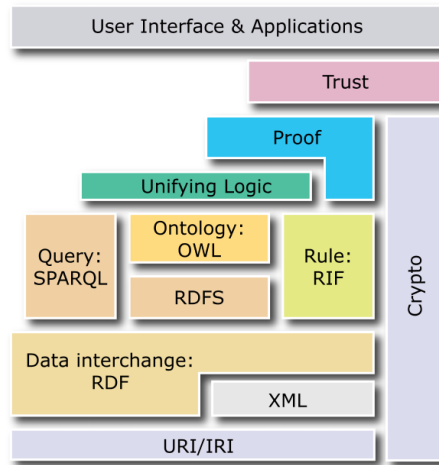 User Interface & Applications
Trust
Proof
Unifying Logic
Query:
SPARQL
Ontology:
OWL
RDFS
Rule:
RIF
Crypto
Data interchange:
RDF
XML
URI/IRI